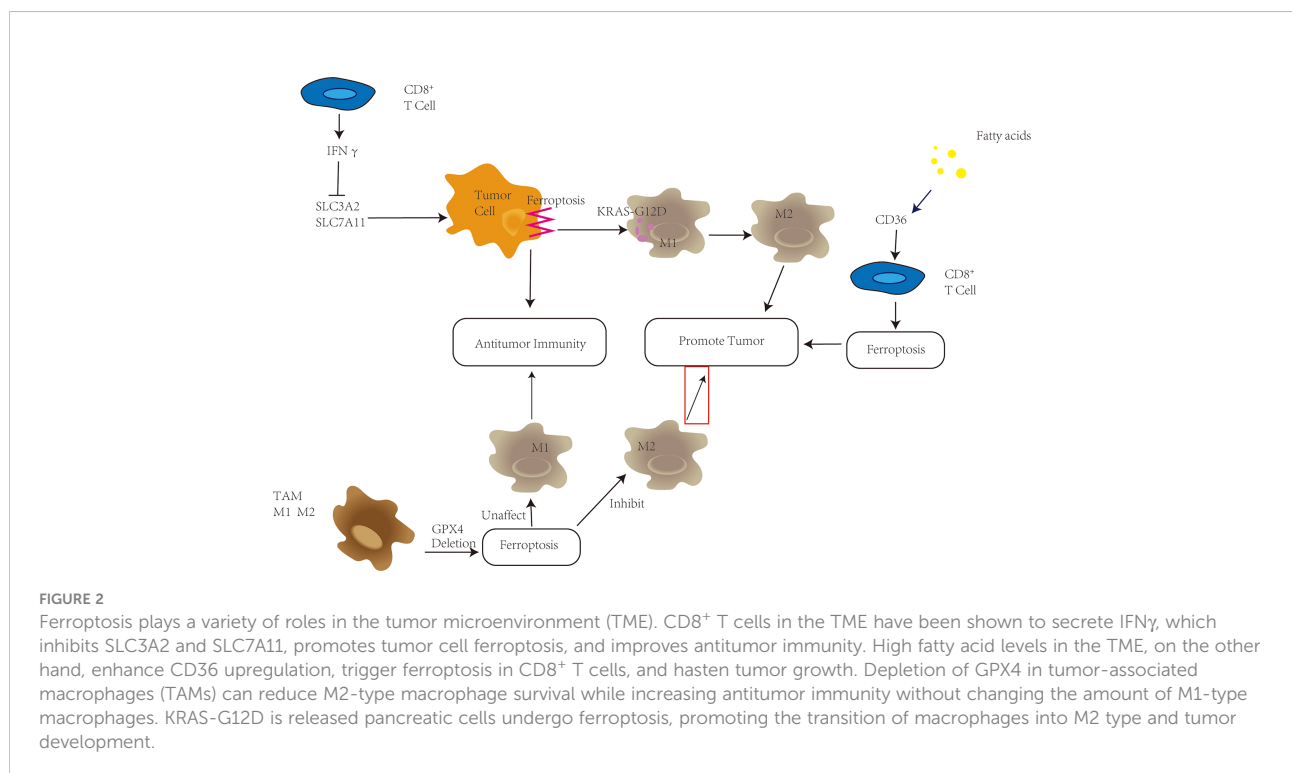 CD8⁺
T Cell
IFN γ
SLC3A2
SLC7A11
Tumor
Cell
Ferroptosis
KRAS-G12D
M1
M2
Fatty acids
CD36
CD8⁺
T Cell
Antitumor Immunity
Promote Tumor
Ferroptosis
M1
M2
TAM
M1 M2
GPX4
Deletion
Unaffect
Inhibit
Ferroptosis
FIGURE 2
Ferroptosis plays a variety of roles in the tumor microenvironment (TME). CD8⁺ T cells in the TME have been shown to secrete IFNγ, which
inhibits SLC3A2 and SLC7A11, promotes tumor cell ferroptosis, and improves antitumor immunity. High fatty acid levels in the TME, on the other
hand, enhance CD36 upregulation, trigger ferroptosis in CD8⁺ T cells, and hasten tumor growth. Depletion of GPX4 in tumor-associated
macrophages (TAMs) can reduce M2-type macrophage survival while increasing antitumor immunity without changing the amount of M1-type
macrophages. KRAS-G12D is released pancreatic cells undergo ferroptosis, promoting the transition of macrophages into M2 type and tumor
development.